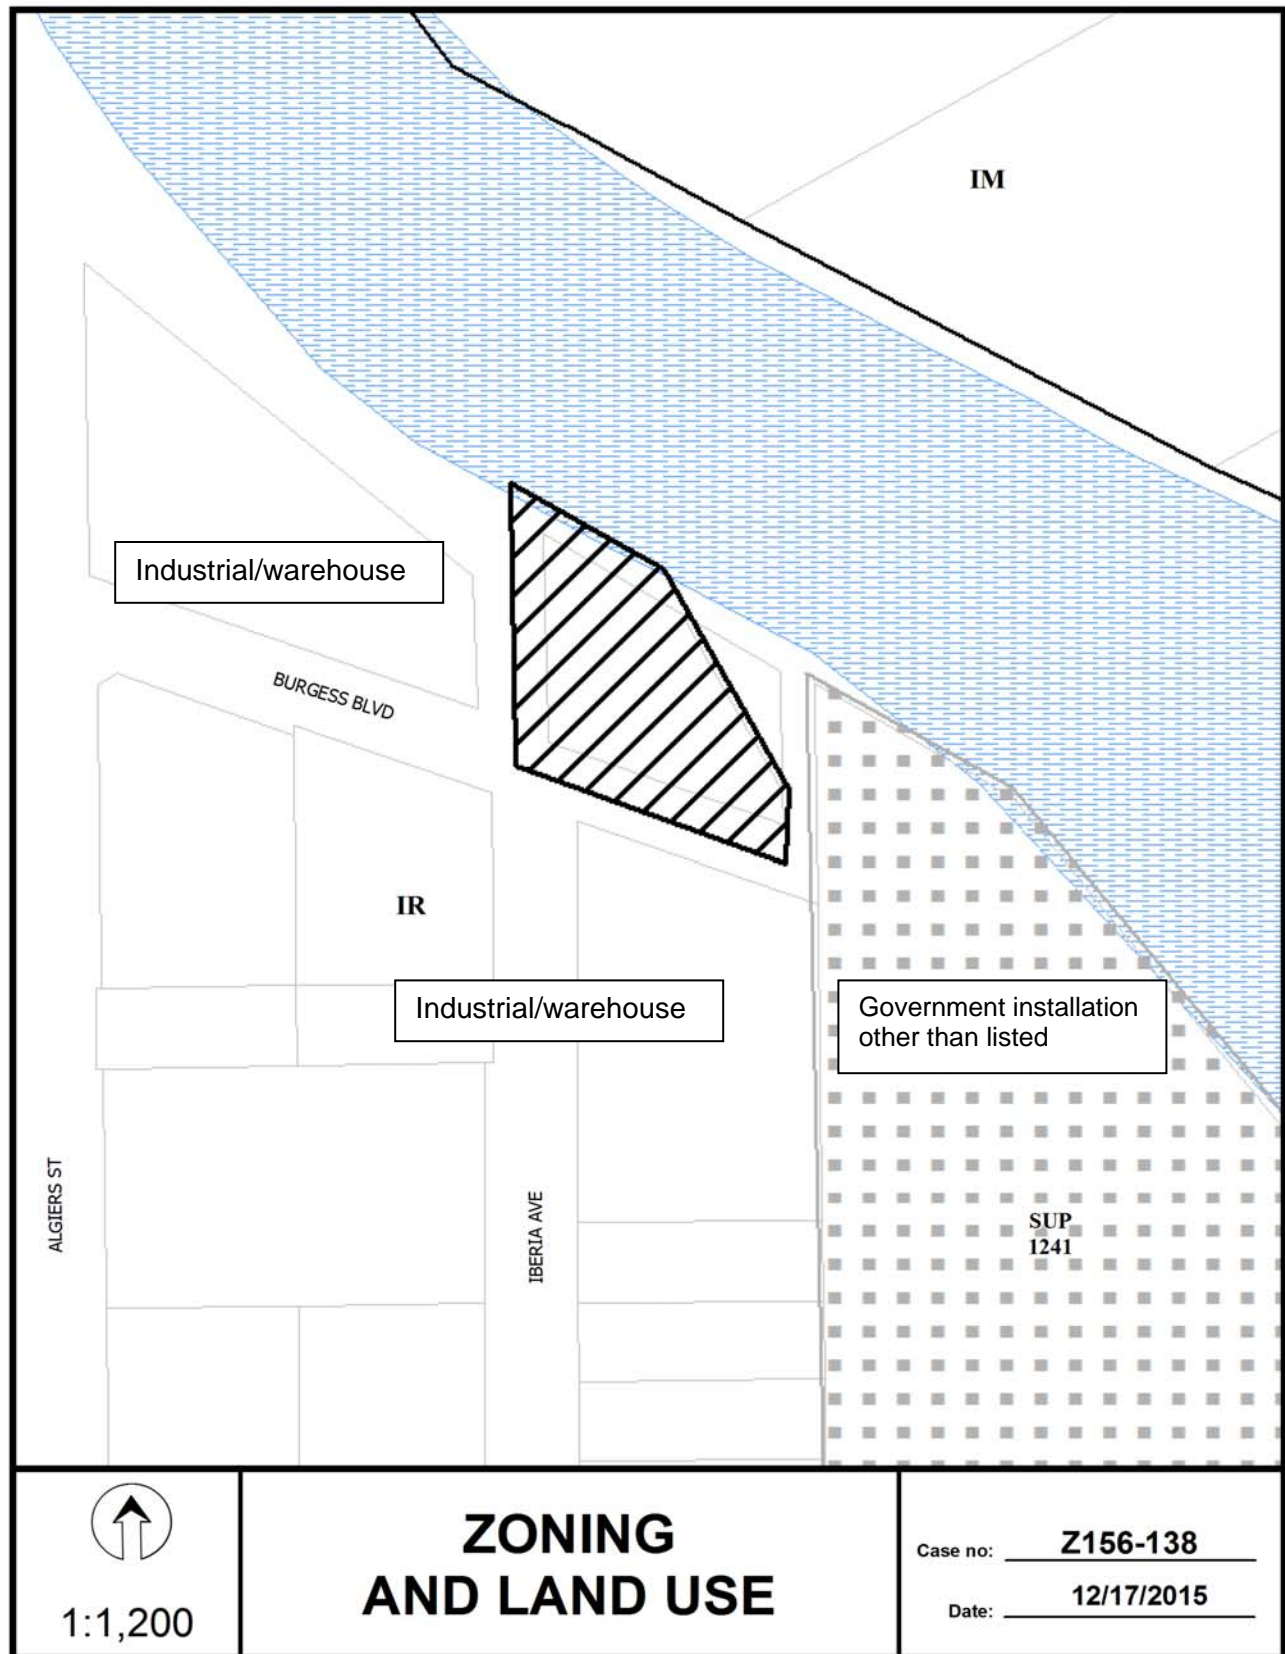 IM
Industrial/warehouse
BURGESS BLVD
IR
Industrial/warehouse
Government installation
other than listed
ALGIERS ST
IBERIA AVE
SUP
1241
1:1,200
ZONING
AND LAND USE
Case no: Z156-138
Date: 12/17/2015